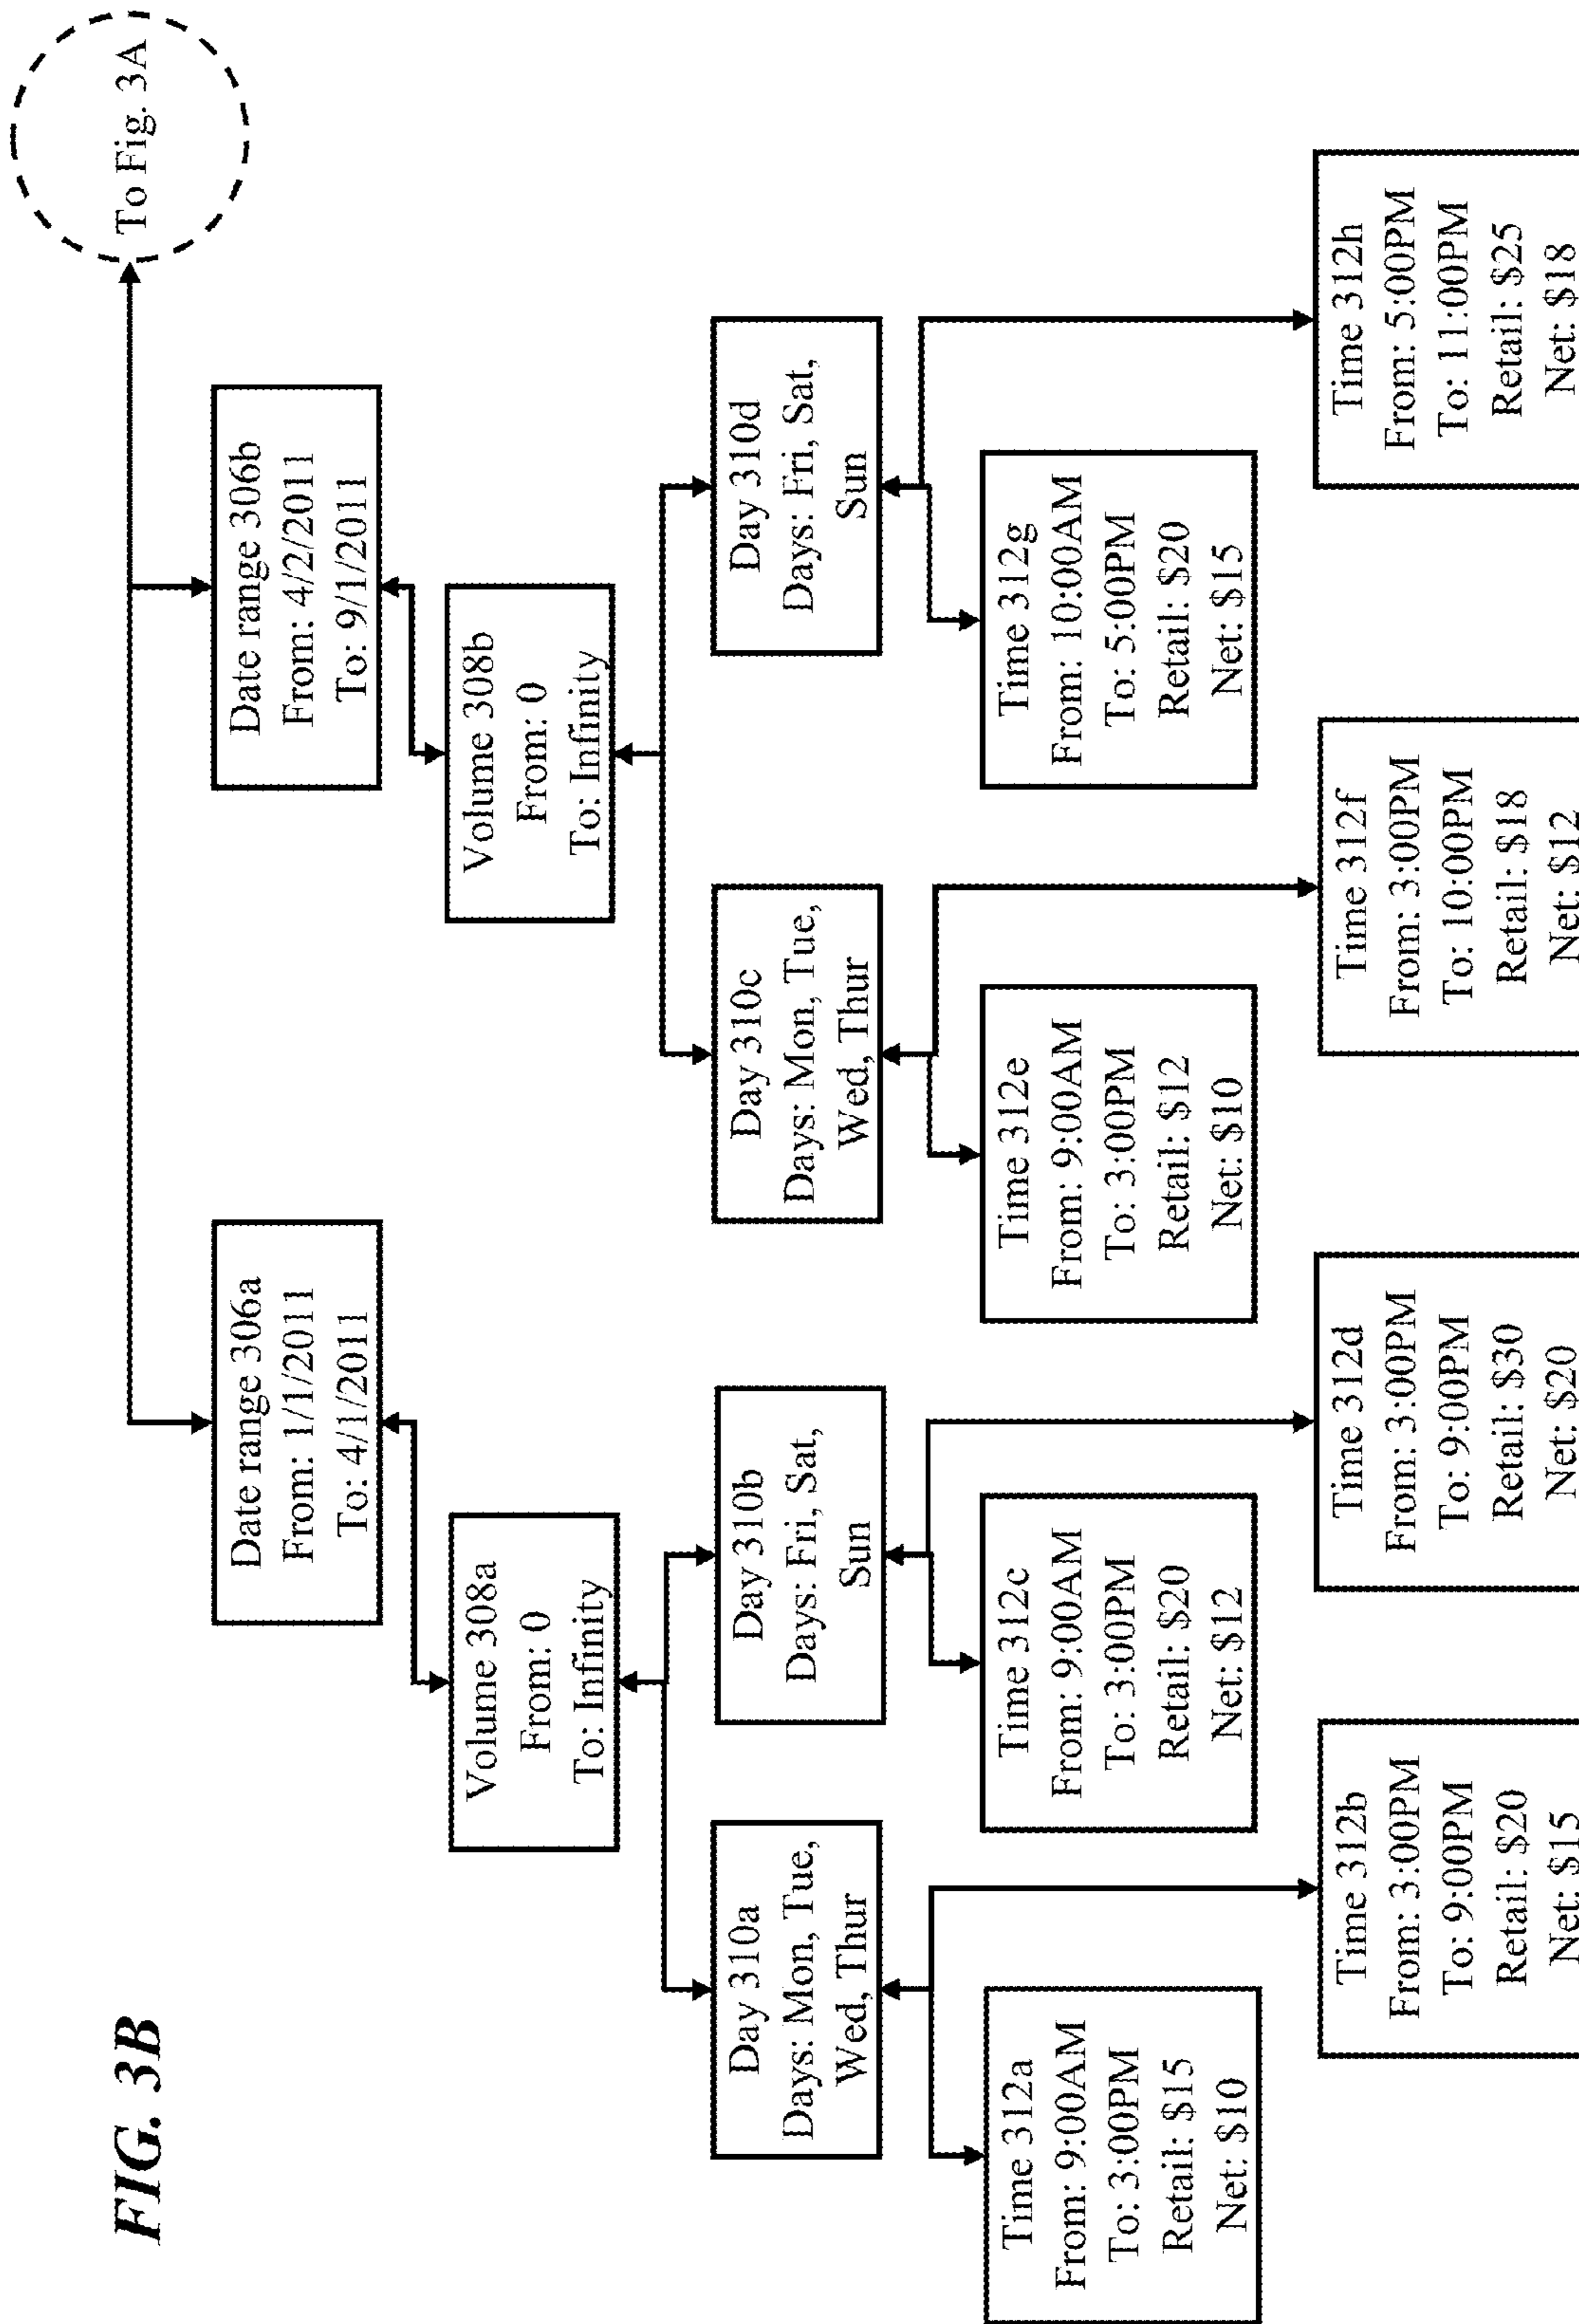 FIG. 3B
To Fig. 3A
Date range 306a
From: 1/1/2011
To: 4/1/2011
Date range 306b
From: 4/2/2011
To: 9/1/2011
Volume 308a
From: 0
To: Infinity
Volume 308b
From: 0
To: Infinity
Day 310a
Days: Mon, Tue,
Wed, Thur
Day 310b
Days: Fri, Sat,
Sun
Day 310c
Days: Mon, Tue,
Wed, Thur
Day 310d
Days: Fri, Sat,
Sun
Time 312a
From: 9:00AM
To: 3:00PM
Retail: $15
Net: $10
Time 312c
From: 9:00AM
To: 3:00PM
Retail: $20
Net: $12
Time 312e
From: 9:00AM
To: 3:00PM
Retail: $12
Net: $10
Time 312g
From: 10:00AM
To: 5:00PM
Retail: $20
Net: $15
Time 312b
From: 3:00PM
To: 9:00PM
Retail: $20
Net: $15
Time 312d
From: 3:00PM
To: 9:00PM
Retail: $30
Net: $20
Time 312f
From: 3:00PM
To: 10:00PM
Retail: $18
Net: $12
Time 312h
From: 5:00PM
To: 11:00PM
Retail: $25
Net: $18